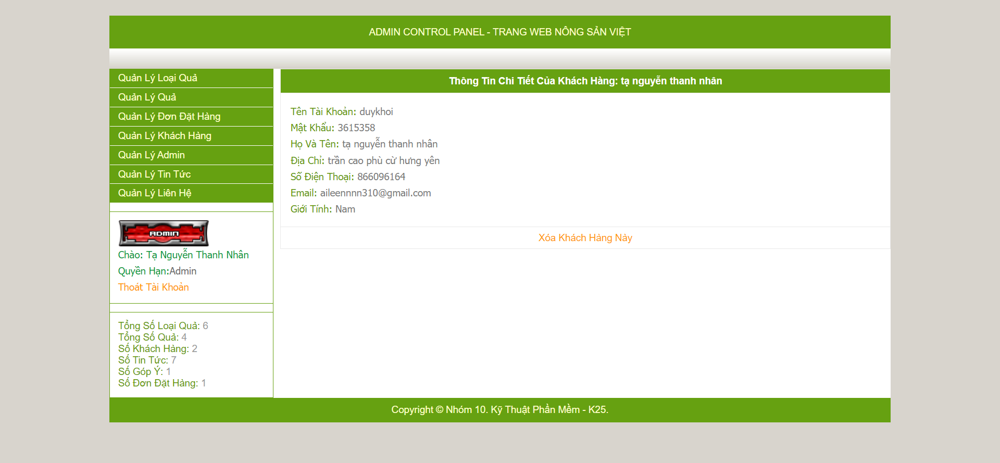 ADMIN CONTROL PANEL - TRANG WEB NÔNG SẢN VIỆT
Quản Lý Loại Quả
Quản Lý Quả
Quản Lý Đơn Đặt Hàng
Quản Lý Khách Hàng
Quản Lý Admin
Quản Lý Tin Tức
Quản Lý Liên Hệ
ADMIN
Chào: Tạ Nguyễn Thanh Nhân
Quyền Hạn:Admin
Thoát Tài Khoản
Tổng Số Loại Quả: 6
Tổng Số Quả: 4
Số Khách Hàng: 2
Số Tin Tức: 7
Số Góp Ý: 1
Số Đơn Đặt Hàng: 1
Thông Tin Chi Tiết Của Khách Hàng: tạ nguyễn thanh nhân
Tên Tài Khoản: duykhoi
Mật Khẩu: 3615358
Họ Và Tên: tạ nguyễn thanh nhân
Địa Chỉ: trần cao phù cừ hưng yên
Số Điện Thoại: 866096164
Email: aileennnn310@gmail.com
Giới Tính: Nam
Xóa Khách Hàng Này
Copyright © Nhóm 10. Kỹ Thuật Phần Mềm - K25.